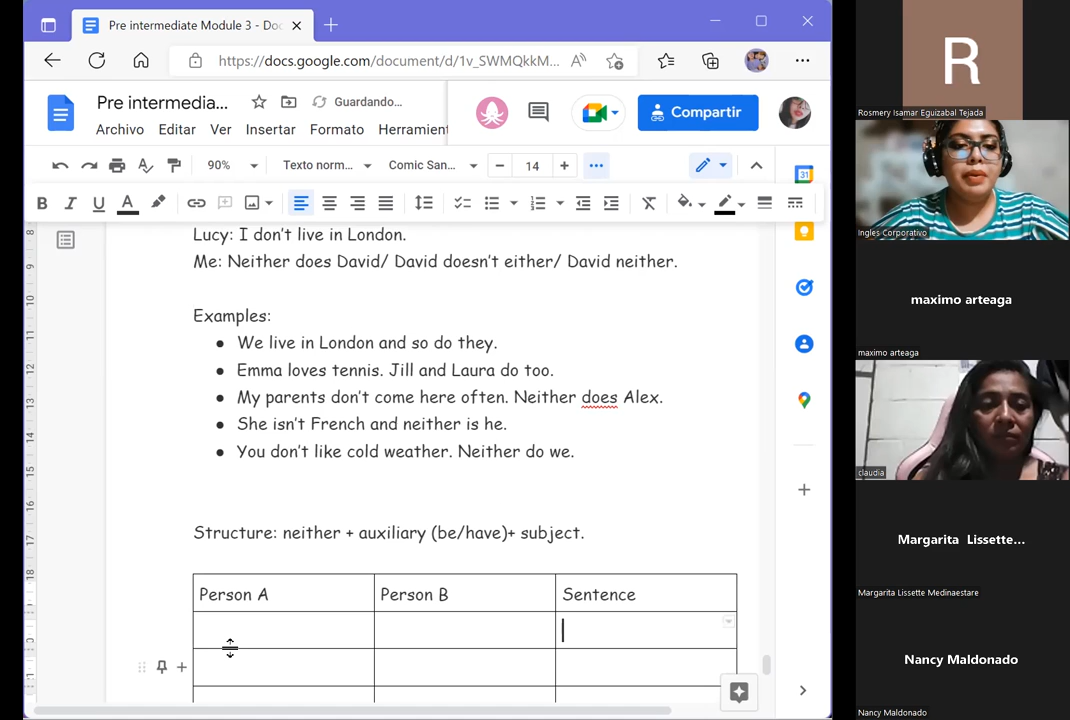 Pre intermediate Module 3 - Doc
https://docs.google.com/document/d/1v_SWMQkkM...
Pre intermedia...
Guardando...
Archivo Editar Ver Insertar Formato Herramient
Compartir
90% Texto norm... Comic San... 14
Lucy: I don't live in London.
Me: Neither does David/ David doesn't either/ David neither.
Examples:
We live in London and so do they.
Emma loves tennis. Jill and Laura do too.
My parents don't come here often. Neither does Alex.
She isn't French and neither is he.
You don't like cold weather. Neither do we.
Structure: neither + auxiliary (be/have)+ subject.
Person A Person B Sentence
R
Rosmery Isamar Eguizabal Tejada
Ingles Corporativo
maximo arteaga
maximo arteaga
claudia
Margarita Lissette...
Margarita Lissette Medinaestare
Nancy Maldonado
Nancy Maldonado